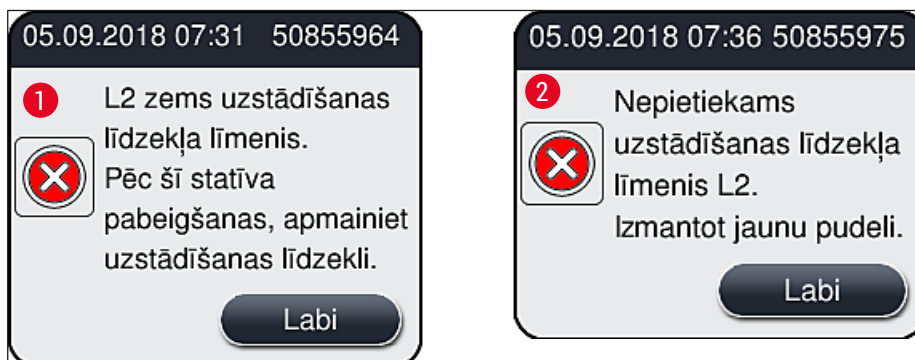 05.09.2018 07:31 50855964
1
L2 zems uzstādīšanas
līdzekļa līmenis.
Pēc šī statīva
pabeigšanas, apmainiet
uzstādīšanas līdzekli.
Labi
05.09.2018 07:36 50855975
2
Nepietiekams
uzstādīšanas līdzekļa
līmenis L2.
Izmantot jaunu pudeli.
Labi